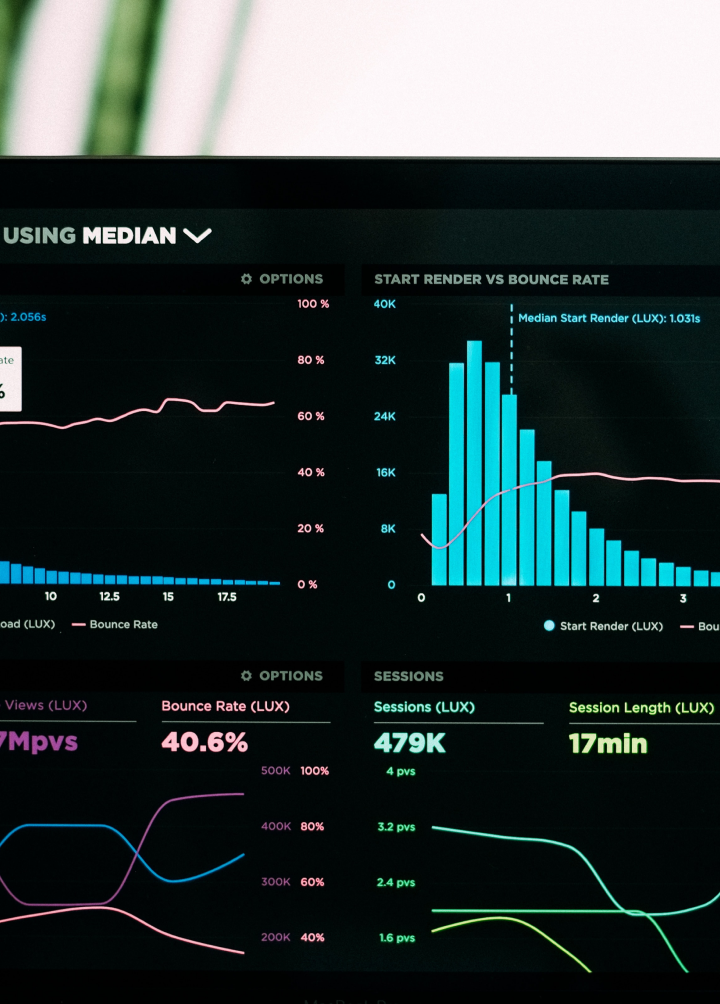 USING MEDIAN
OPTIONS
): 2.056s
ate
%
100 %
80 %
60 %
40 %
20 %
0 %
10 12.5 15 17.5
oad (LUX) Bounce Rate
START RENDER VS BOUNCE RATE
Median Start Render (LUX): 1.031s
40K
32K
24K
16K
8K
0
0 1 2 3
Start Render (LUX) Bou
OPTIONS
Views (LUX)
7Mpvs
Bounce Rate (LUX)
40.6%
500K 100%
400K 80%
300K 60%
200K 40%
SESSIONS
Sessions (LUX)
479K
Session Length (LUX)
17min
4 pvs
3.2 pvs
2.4 pvs
1.6 pvs